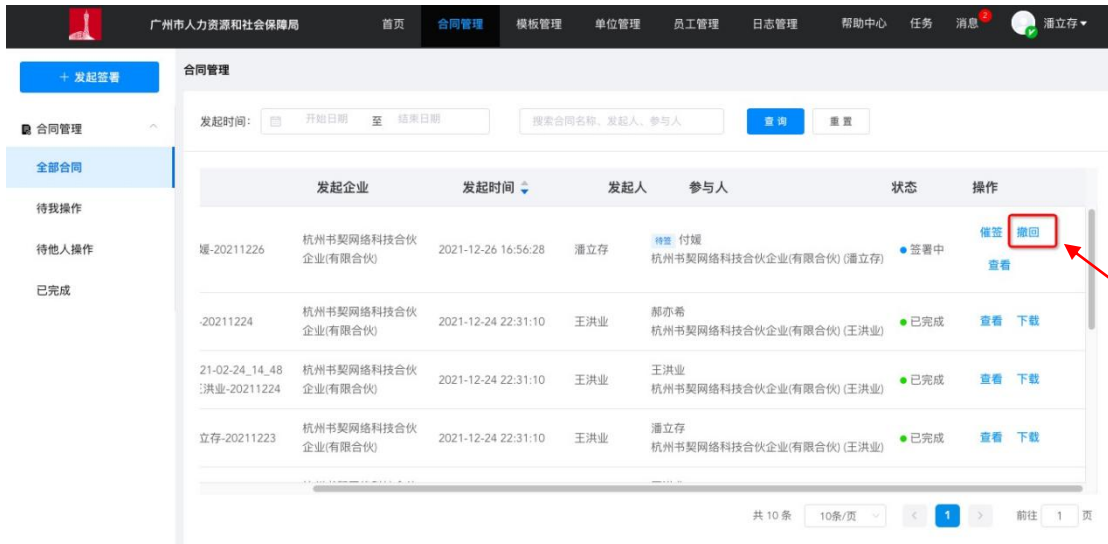 广州市人力资源和社会保障局 首页 合同管理 模板管理 单位管理 员工管理 日志管理 帮助中心 任务 消息 2 潘立存
+ 发起签署
合同管理
全部合同
待我操作
待他人操作
已完成
合同管理
发起时间: 开始日期 至 结束日期 搜索合同名称、发起人、参与人 查询 重置
发起企业 发起时间 发起人 参与人 状态 操作
媛-20211226 杭州书契网络科技合伙企业(有限合伙) 2021-12-26 16:56:28 潘立存 待签 付媛 杭州书契网络科技合伙企业(有限合伙) (潘立存) 签署中 催签 撤回 查看
-20211224 杭州书契网络科技合伙企业(有限合伙) 2021-12-24 22:31:10 王洪业 郝亦希 杭州书契网络科技合伙企业(有限合伙) (王洪业) 已完成 查看 下载
21-02-24_14_48 洪业-20211224 杭州书契网络科技合伙企业(有限合伙) 2021-12-24 22:31:10 王洪业 王洪业 杭州书契网络科技合伙企业(有限合伙) (王洪业) 已完成 查看 下载
立存-20211223 杭州书契网络科技合伙企业(有限合伙) 2021-12-24 22:31:10 王洪业 潘立存 杭州书契网络科技合伙企业(有限合伙) (王洪业) 已完成 查看 下载
共 10 条 10条/页 < 1 > 前往 1 页